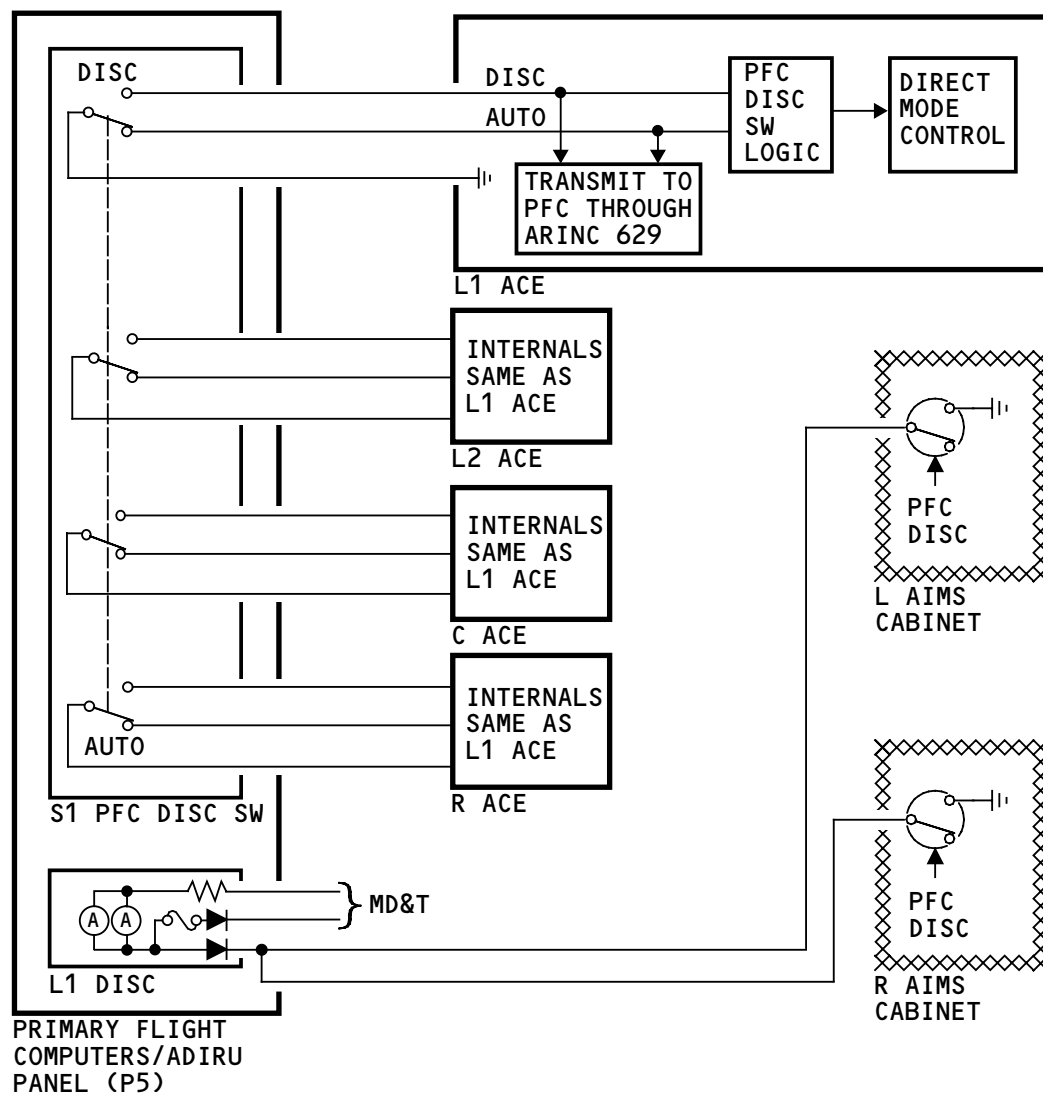 DISC
AUTO
S1 PFC DISC SW
DISC
AUTO
PFC
DISC
SW
LOGIC
DIRECT
MODE
CONTROL
TRANSMIT TO
PFC THROUGH
ARINC 629
L1 ACE
INTERNALS
SAME AS
L1 ACE
L2 ACE
INTERNALS
SAME AS
L1 ACE
C ACE
INTERNALS
SAME AS
L1 ACE
R ACE
PFC
DISC
L AIMS
CABINET
PFC
DISC
R AIMS
CABINET
A
A
MD&T
L1 DISC
PRIMARY FLIGHT
COMPUTERS/ADIRU
PANEL (P5)